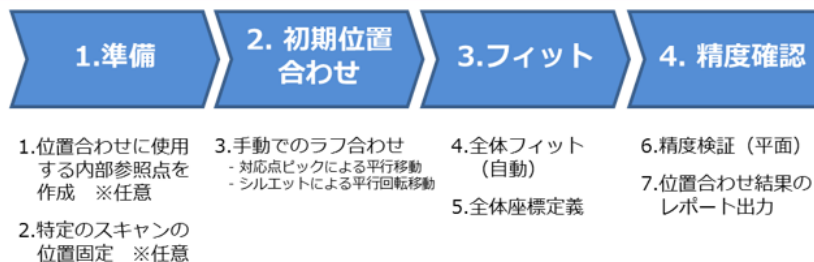 1.準備
2. 初期位置
合わせ
3.フィット
4. 精度確認
1.位置合わせに使用
する内部参照点を
作成　※任意
2.特定のスキャンの
位置固定　※任意
3.手動でのラフ合わせ
- 対応点ピックによる平行移動
- シルエットによる平行回転移動
4.全体フィット
（自動）
5.全体座標定義
6.精度検証（平面）
7.位置合わせ結果の
レポート出力